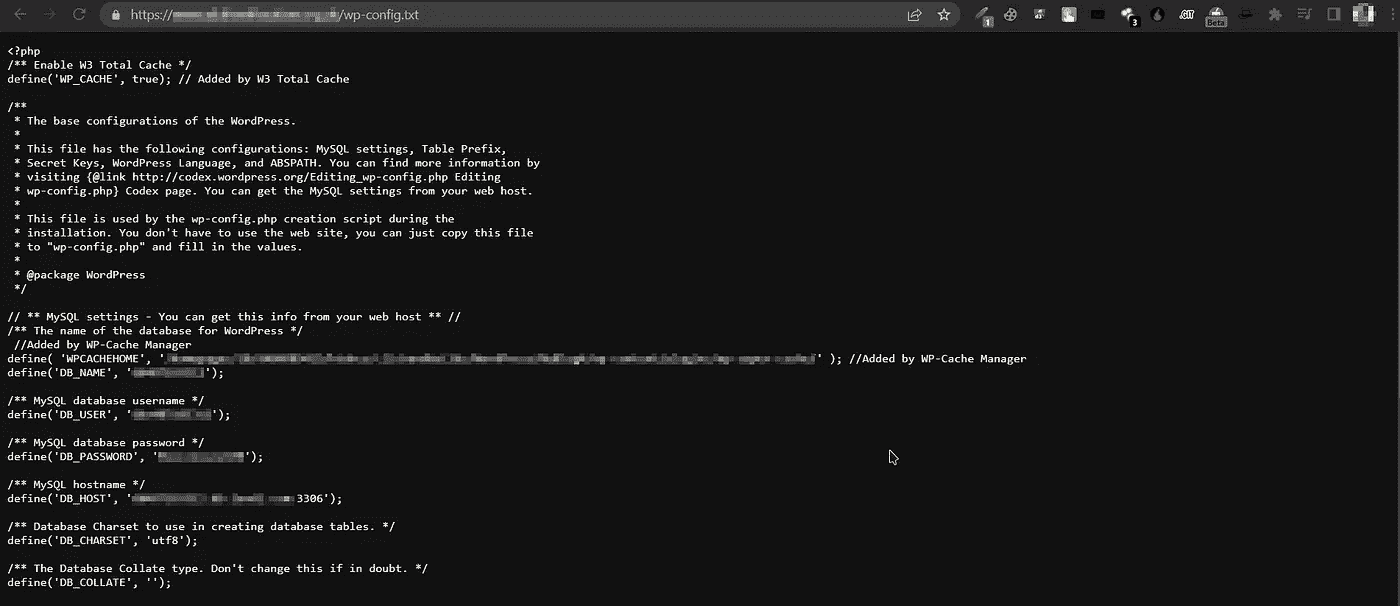 https:// /wp-config.txt
1
3
.GIT
Beta
<?php
/** Enable W3 Total Cache */
define('WP_CACHE', true); // Added by W3 Total Cache
/**
* The base configurations of the WordPress.
*
* This file has the following configurations: MySQL settings, Table Prefix,
* Secret Keys, WordPress Language, and ABSPATH. You can find more information by
* visiting {@link http://codex.wordpress.org/Editing_wp-config.php Editing
* wp-config.php} Codex page. You can get the MySQL settings from your web host.
*
* This file is used by the wp-config.php creation script during the
* installation. You don't have to use the web site, you can just copy this file
* to "wp-config.php" and fill in the values.
*
* @package WordPress
*/
// ** MySQL settings - You can get this info from your web host ** //
/** The name of the database for WordPress */
//Added by WP-Cache Manager
define( 'WPCACHEHOME', ' ' ); //Added by WP-Cache Manager
define('DB_NAME', ' ');
/** MySQL database username */
define('DB_USER', ' ');
/** MySQL database password */
define('DB_PASSWORD', ' ');
/** MySQL hostname */
define('DB_HOST', ' 3306');
/** Database Charset to use in creating database tables. */
define('DB_CHARSET', 'utf8');
/** The Database Collate type. Don't change this if in doubt. */
define('DB_COLLATE', '');